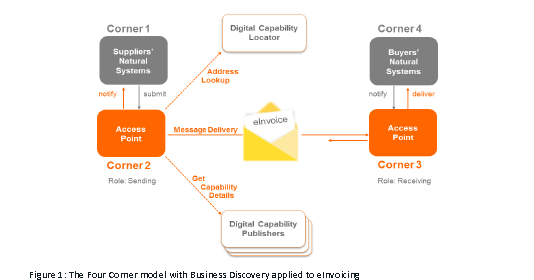 Corner 1
Corner 4
Digital Capability
Locator
Suppliers'
Natural
Systems
Buyers'
Natural
Systems
Address
Lookup
notify
submit
notify
deliver
eInvoice
Access
Point
Message Delivery
Access
Point
Corner 2
Corner 3
Role: Sending
Get
Capability
Details
Role: Receiving
Digital Capability
Publishers
Figure 1: The Four Corner model with Business Discovery applied to eInvoicing